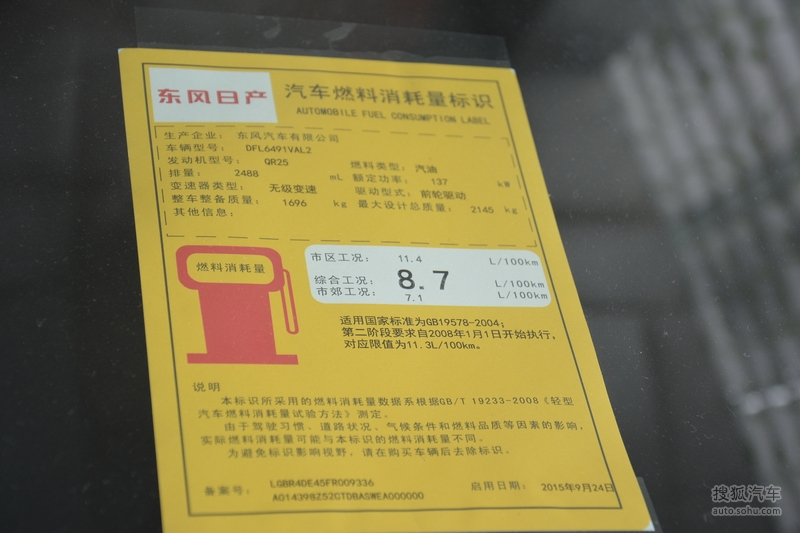 东风日产
汽车燃料消耗量标识
AUTOMOBILE FUEL CONSUMPTION LABEL
生产企业: 东风汽车有限公司
车辆型号: DFL6491VAL2
发动机型号: QR25 燃料类型: 汽油
排量: 2488 mL 额定功率: 137 kW
变速器类型: 无级变速 驱动型式: 前轮驱动
整车整备质量: 1696 kg 最大设计总质量: 2145 kg
其他信息:
燃料消耗量
市区工况: 11.4 L/100km
综合工况: 8.7 L/100km
市郊工况: 7.1 L/100km
适用国家标准为GB19578-2004;
第二阶段要求自2008年1月1日开始执行,
对应限值为11.3L/100km。
说明
本标识所采用的燃料消耗量数据系根据GB/T 19233-2008《轻型
汽车燃料消耗量试验方法》测定。
由于驾驶习惯、道路状况、气候条件和燃料品质等因素的影响,
实际燃料消耗量可能与本标识的燃料消耗量不同。
为避免标识影响视野, 请在购买车辆后去除标识。
备案号: LGBR4DE45FR009336 启用日期: 2015年9月24日
A014398Z52CTDBASWEA000000
搜狐汽车
auto.sohu.com